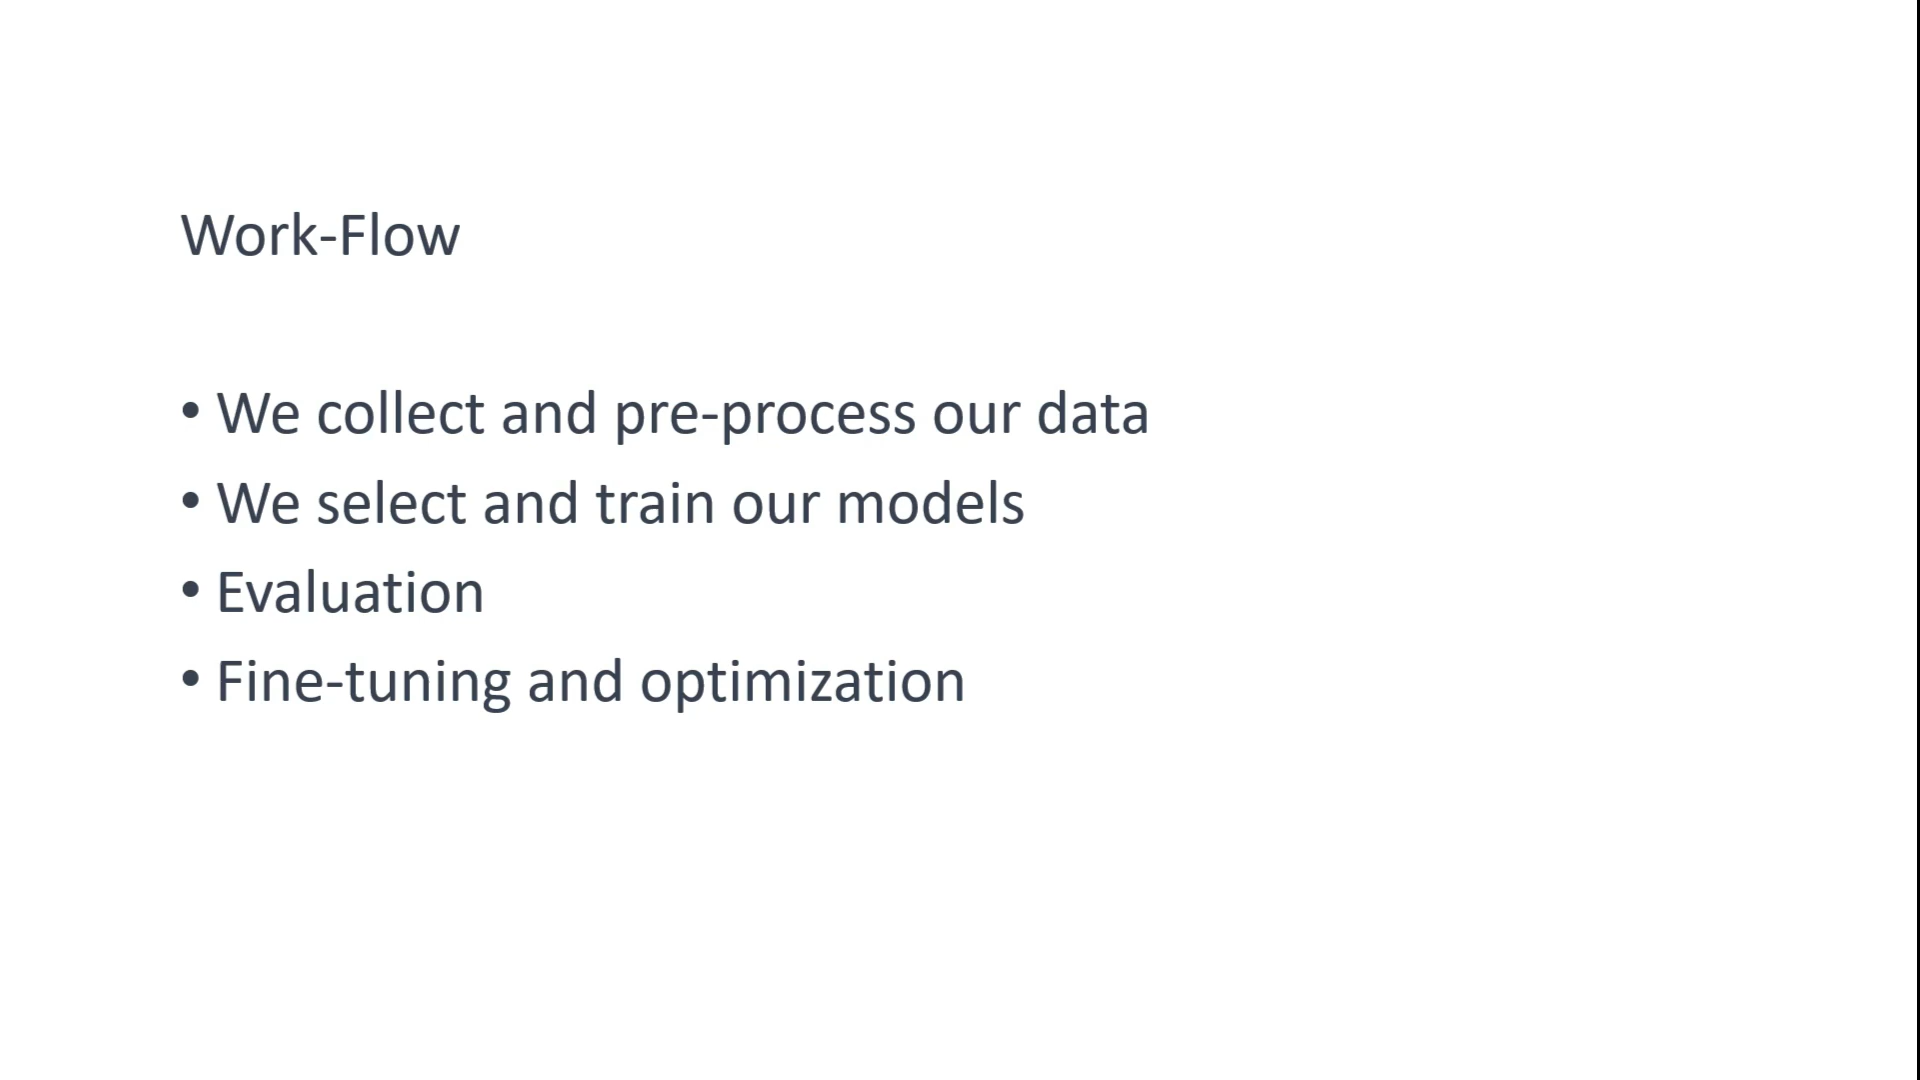 Work-Flow
• We collect and pre-process our data
• We select and train our models
• Evaluation
• Fine-tuning and optimization